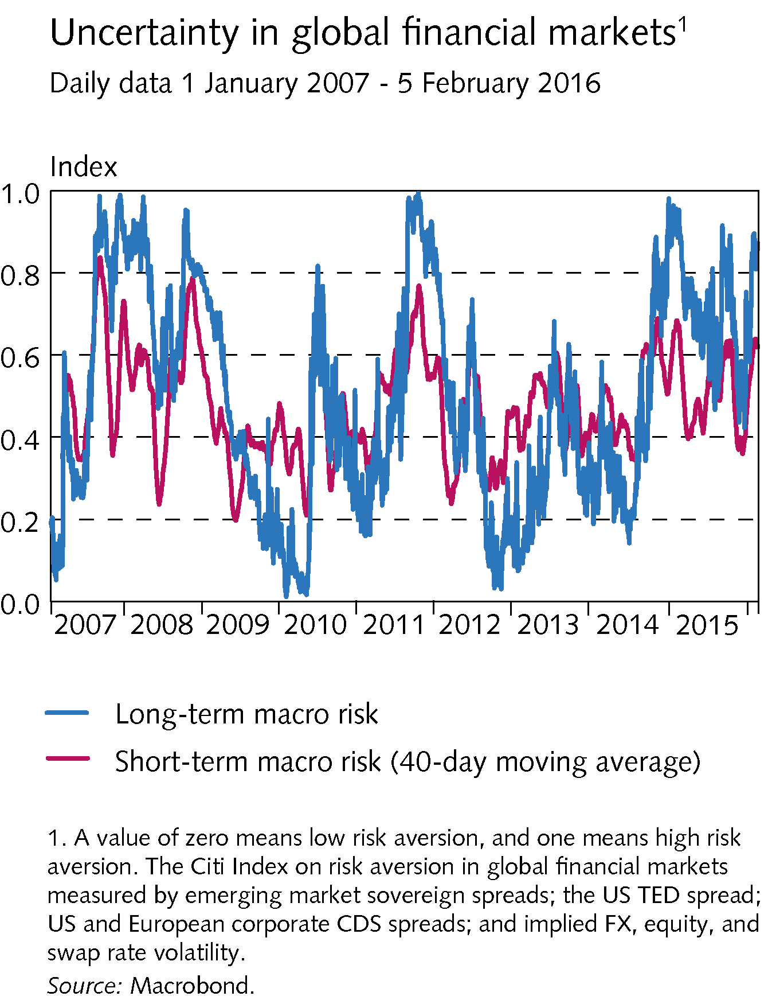 Uncertainty in global financial markets¹
Daily data 1 January 2007 - 5 February 2016
Index
1.0
0.8
0.6
0.4
0.2
0.0
2007 2008 2009 2010 2011 2012 2013 2014 2015
Long-term macro risk
Short-term macro risk (40-day moving average)
1. A value of zero means low risk aversion, and one means high risk
aversion. The Citi Index on risk aversion in global financial markets
measured by emerging market sovereign spreads; the US TED spread;
US and European corporate CDS spreads; and implied FX, equity, and
swap rate volatility.
Source: Macrobond.